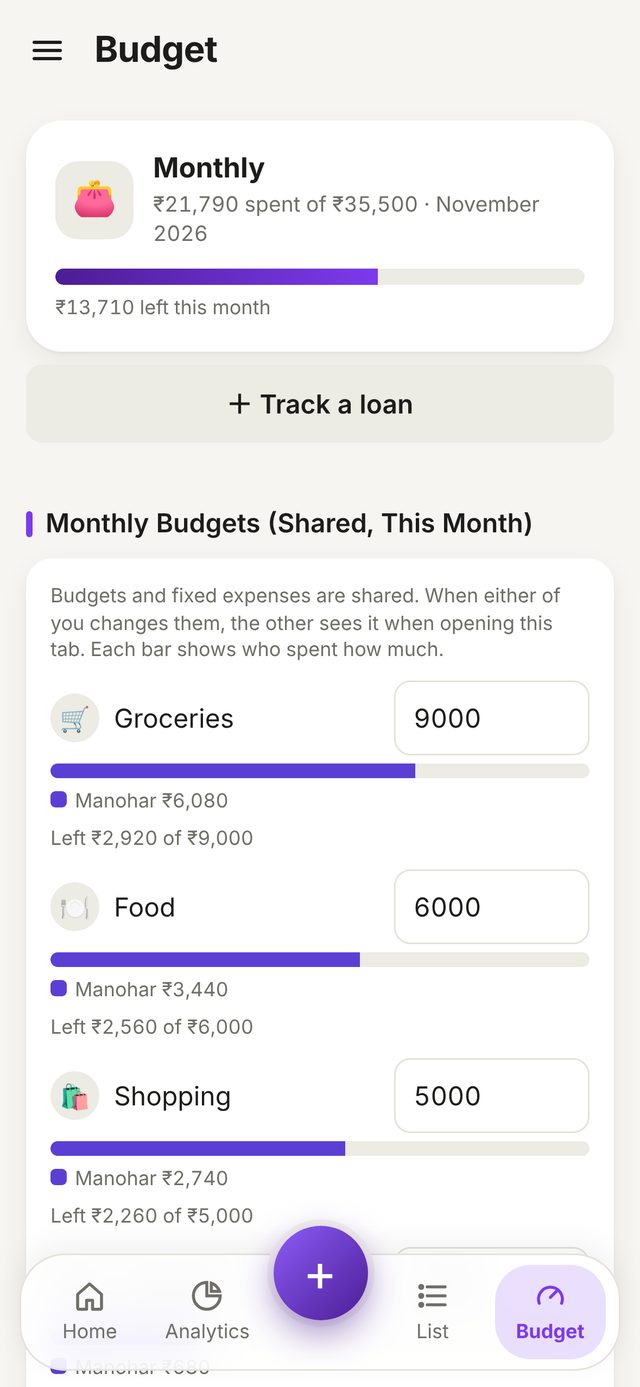 Budget
Monthly
₹21,790 spent of ₹35,500 · November
2026
₹13,710 left this month
+ Track a loan
Monthly Budgets (Shared, This Month)
Budgets and fixed expenses are shared. When either of
you changes them, the other sees it when opening this
tab. Each bar shows who spent how much.
Groceries 9000
Manohar ₹6,080
Left ₹2,920 of ₹9,000
Food 6000
Manohar ₹3,440
Left ₹2,560 of ₹6,000
Shopping 5000
Manohar ₹2,740
Left ₹2,260 of ₹5,000
+
Home Analytics List Budget
Manohar ₹680